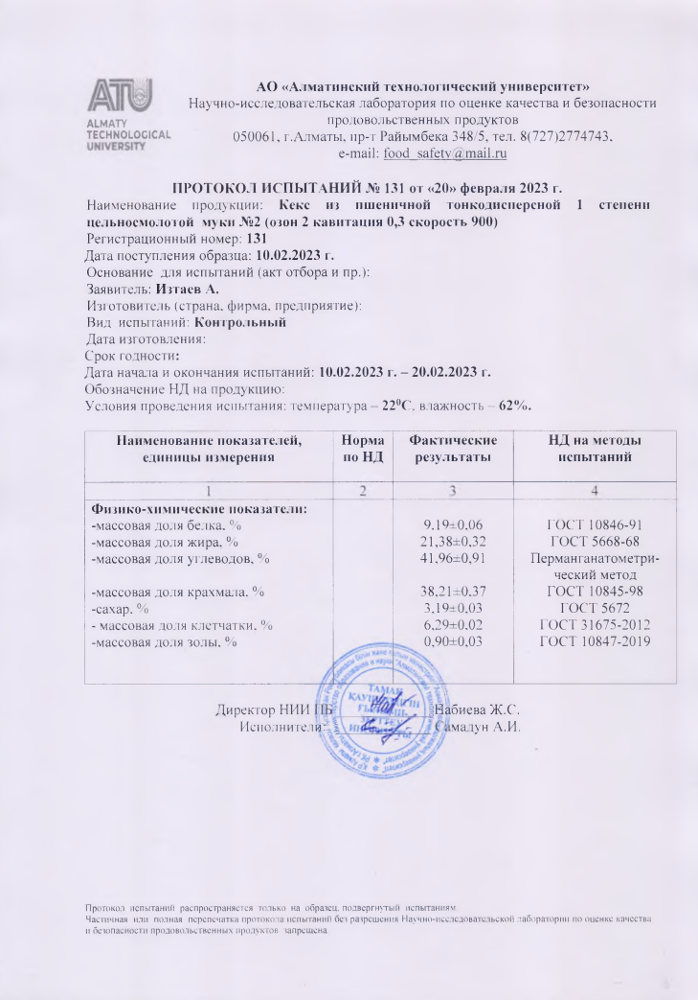 ATU
ALMATY
TECHNOLOGICAL
UNIVERSITY
АО «Алматинский технологический университет»
Научно-исследовательская лаборатория по оценке качества и безопасности
продовольственных продуктов
050061, г.Алматы, пр-т Райымбека 348/5, тел. 8(727)2774743,
e-mail: food_safety@mail.ru
ПРОТОКОЛ ИСПЫТАНИЙ № 131 от «20» февраля 2023 г.
Наименование продукции: Кекс из пшеничной тонкодисперсной 1 степени
цельносмолотой муки №2 (озон 2 кавитация 0,3 скорость 900)
Регистрационный номер: 131
Дата поступления образца: 10.02.2023 г.
Основание для испытаний (акт отбора и пр.):
Заявитель: Изтаев А.
Изготовитель (страна, фирма, предприятие):
Вид испытаний: Контрольный
Дата изготовления:
Срок годности:
Дата начала и окончания испытаний: 10.02.2023 г. – 20.02.2023 г.
Обозначение НД на продукцию:
Условия проведения испытания: температура – 22⁰С, влажность – 62%.
Наименование показателей, Норма Фактические НД на методы
единицы измерения по НД результаты испытаний
1 2 3 4
Физико-химические показатели:
-массовая доля белка, % 9,19±0,06 ГОСТ 10846-91
-массовая доля жира, % 21,38±0,32 ГОСТ 5668-68
-массовая доля углеводов, % 41,96±0,91 Перманганатометри-
ческий метод
-массовая доля крахмала, % 38,21±0,37 ГОСТ 10845-98
-сахар, % 3,19±0,03 ГОСТ 5672
- массовая доля клетчатки, % 6,29±0,02 ГОСТ 31675-2012
-массовая доля золы, % 0,90±0,03 ГОСТ 10847-2019
ТАМАҚ
Директор НИИ ПБ Набиева Ж.С.
Исполнители: Самадун А.И.
Протокол испытаний распространяется только на образец, подвергнутый испытаниям.
Частичная или полная перепечатка протокола испытаний без разрешения Научно-исследовательской лаборатории по оценке качества
и безопасности продовольственных продуктов запрещена.